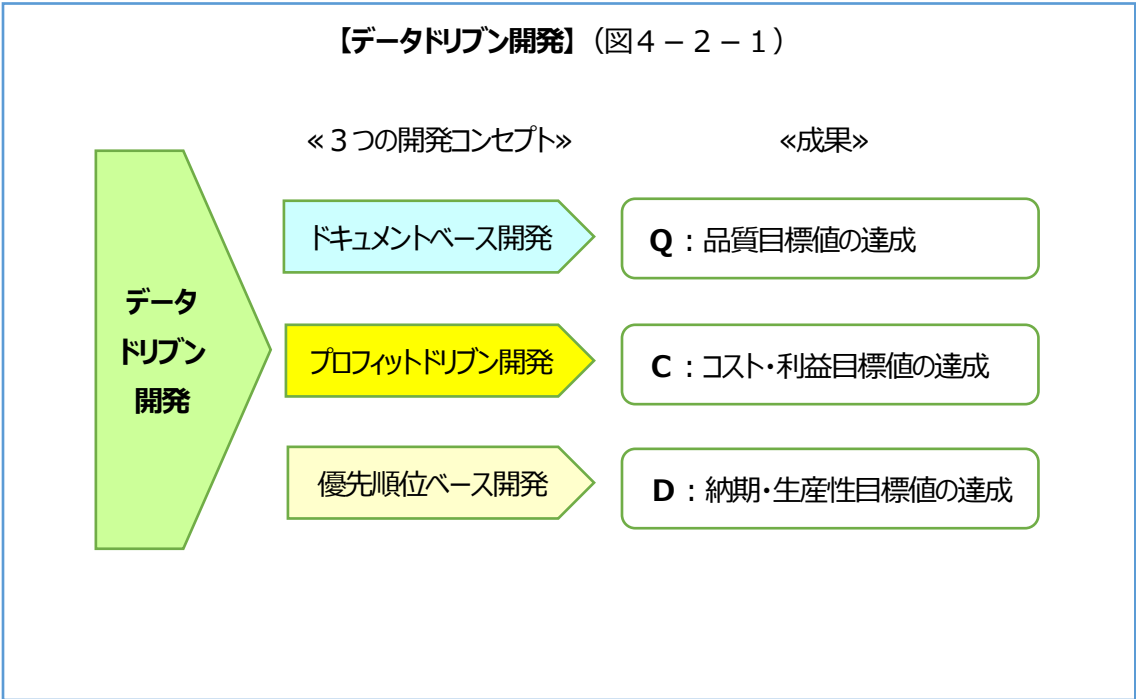 【データドリブン開発】（図４－２－１）
≪３つの開発コンセプト≫
≪成果≫
データ
ドリブン
開発
ドキュメントベース開発
Q：品質目標値の達成
プロフィットドリブン開発
C：コスト・利益目標値の達成
優先順位ベース開発
D：納期・生産性目標値の達成